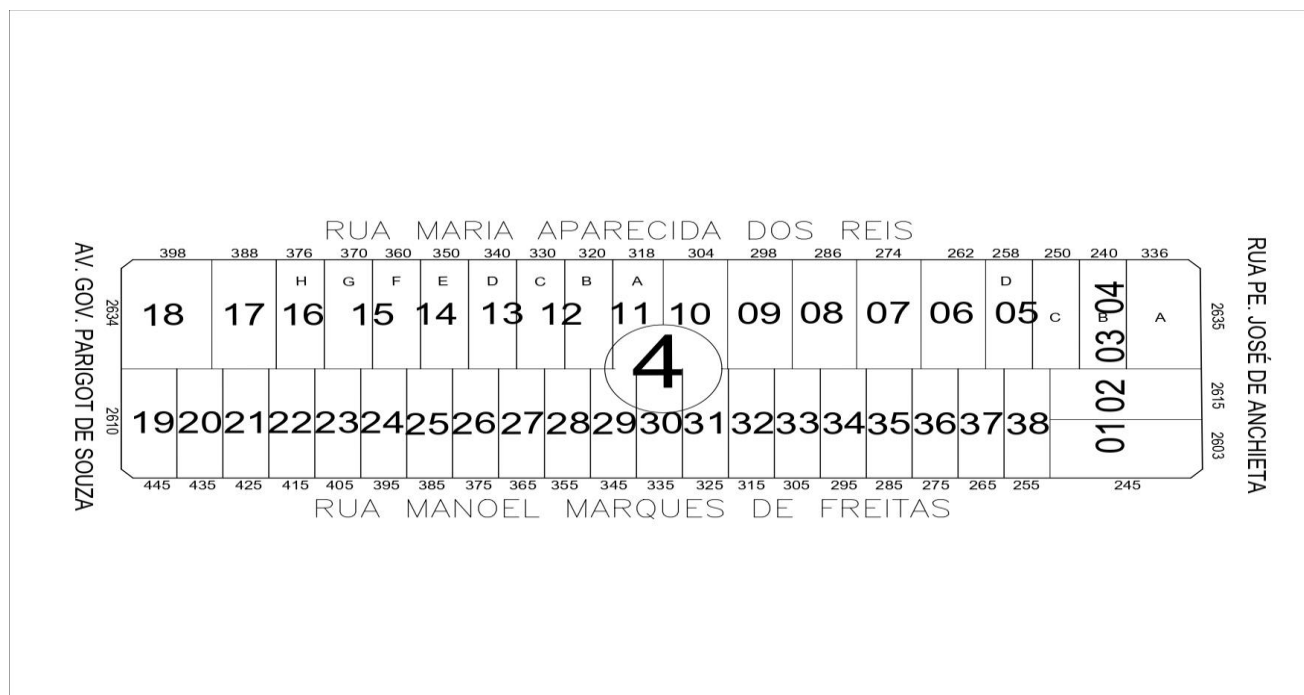 RUA MARIA APARECIDA DOS REIS
398 388 376 370 360 350 340 330 320 318 304 298 286 274 262 258 250 240 336
H G F E D C B A D
18 17 16 15 14 13 12 11 10 09 08 07 06 05 C B A
03 04
4
01 02
19 20 21 22 23 24 25 26 27 28 29 30 31 32 33 34 35 36 37 38
445 435 425 415 405 395 385 375 365 355 345 335 325 315 305 295 285 275 265 255 245
RUA MANOEL MARQUES DE FREITAS
AV. GOV. PARIGOT DE SOUZA
2634
2610
RUA PE. JOSÉ DE ANCHIETA
2635
2615
2603